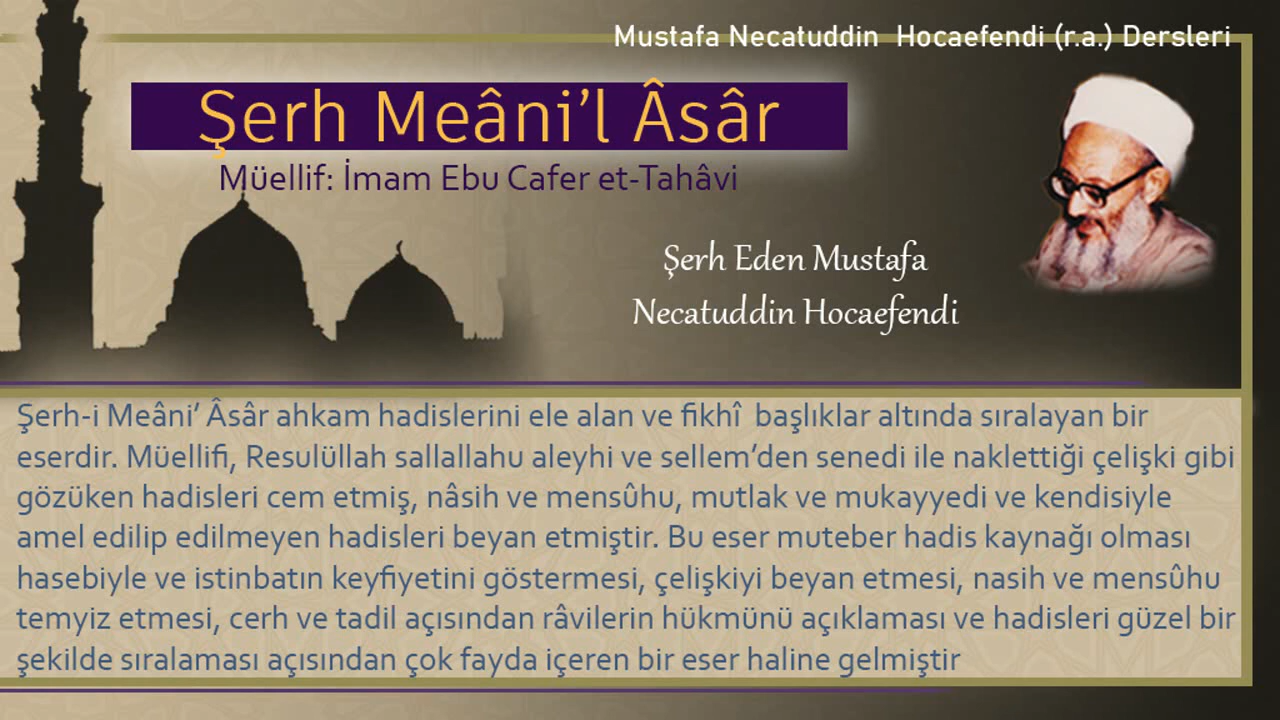 Mustafa Necatuddin  Hocaefendi (r.a.) Dersleri
Şerh Meâni’l Âsâr
Müellif: İmam Ebu Cafer et-Tahâvi
Şerh Eden Mustafa
Necatuddin Hocaefendi
Şerh-i Meâni’ Âsâr ahkam hadislerini ele alan ve fikhî  başlıklar altında sıralayan bir
eserdir. Müellifi, Resulüllah sallallahu aleyhi ve sellem’den senedi ile naklettiği çelişki gibi
gözüken hadisleri cem etmiş, nâsih ve mensûhu, mutlak ve mukayyedi ve kendisiyle
amel edilip edilmeyen hadisleri beyan etmiştir. Bu eser muteber hadis kaynağı olması
hasebiyle ve istinbatın keyfiyetini göstermesi, çelişkiyi beyan etmesi, nasih ve mensûhu
temyiz etmesi, cerh ve tadil açısından râvilerin hükmünü açıklaması ve hadisleri güzel bir
şekilde sıralaması açısından çok fayda içeren bir eser haline gelmiştir